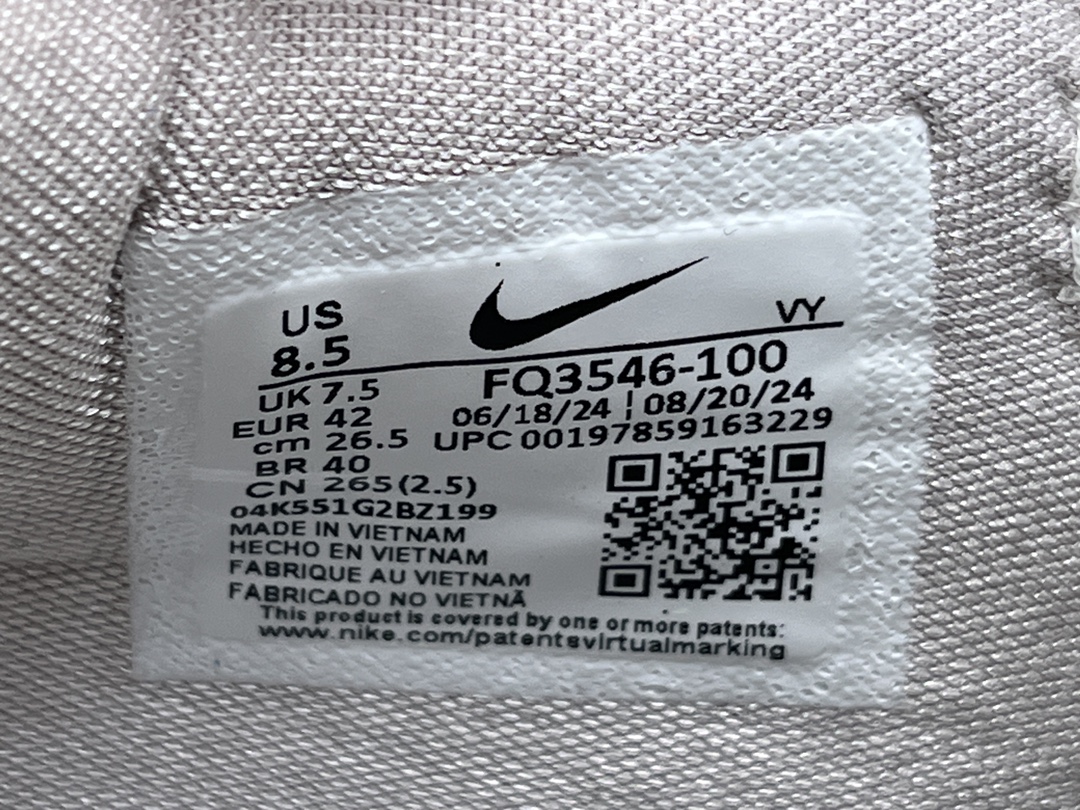 US
8.5
VY
UK 7.5
EUR 42
cm 26.5
BR 40
CN 265(2.5)
FQ3546-100
06/18/24 ¦ 08/20/24
UPC 00197859163229
o4K551G2BZ199
MADE IN VIETNAM
HECHO EN VIETNAM
FABRIQUE AU VIETNAM
FABRICADO NO VIETNÃ
This product is covered by one or more patents:
www.nike.com/patentsvirtualmarking